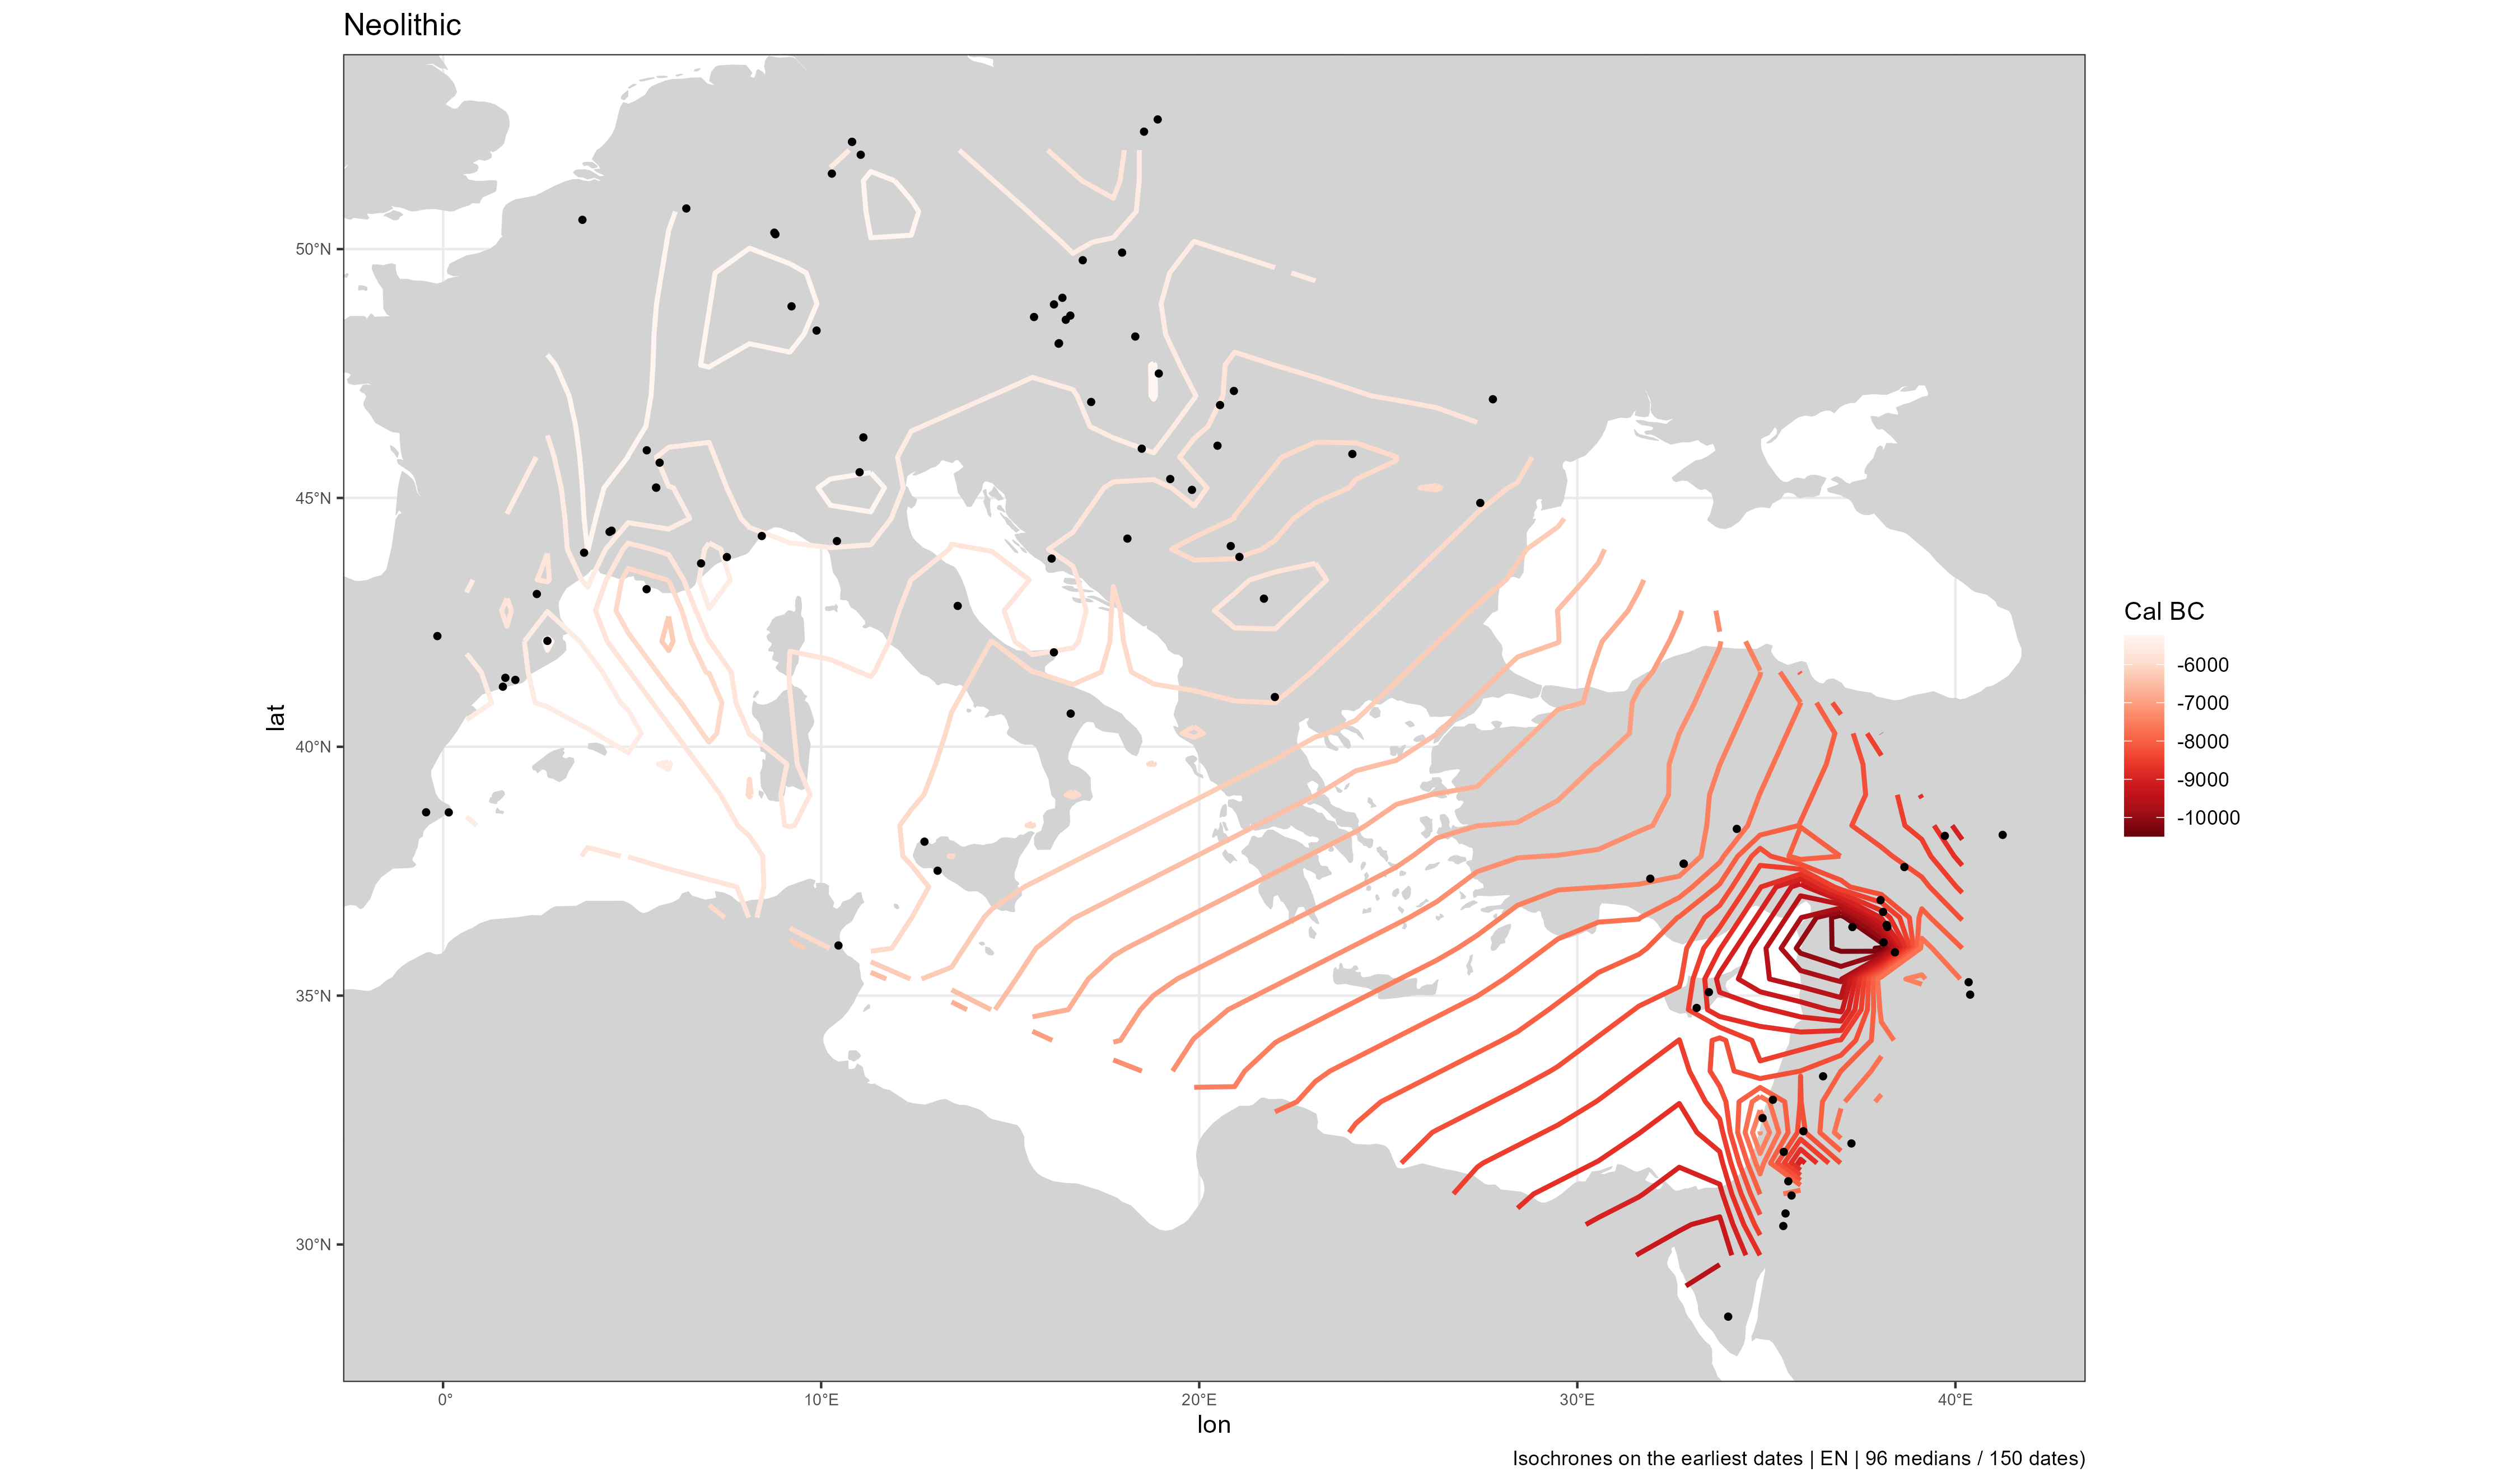 Neolithic
50°N
45°N
40°N
35°N
30°N
lat
0°
10°E
20°E
30°E
40°E
lon
Cal BC
-6000
-7000
-8000
-9000
-10000
Isochrones on the earliest dates | EN | 96 medians / 150 dates)